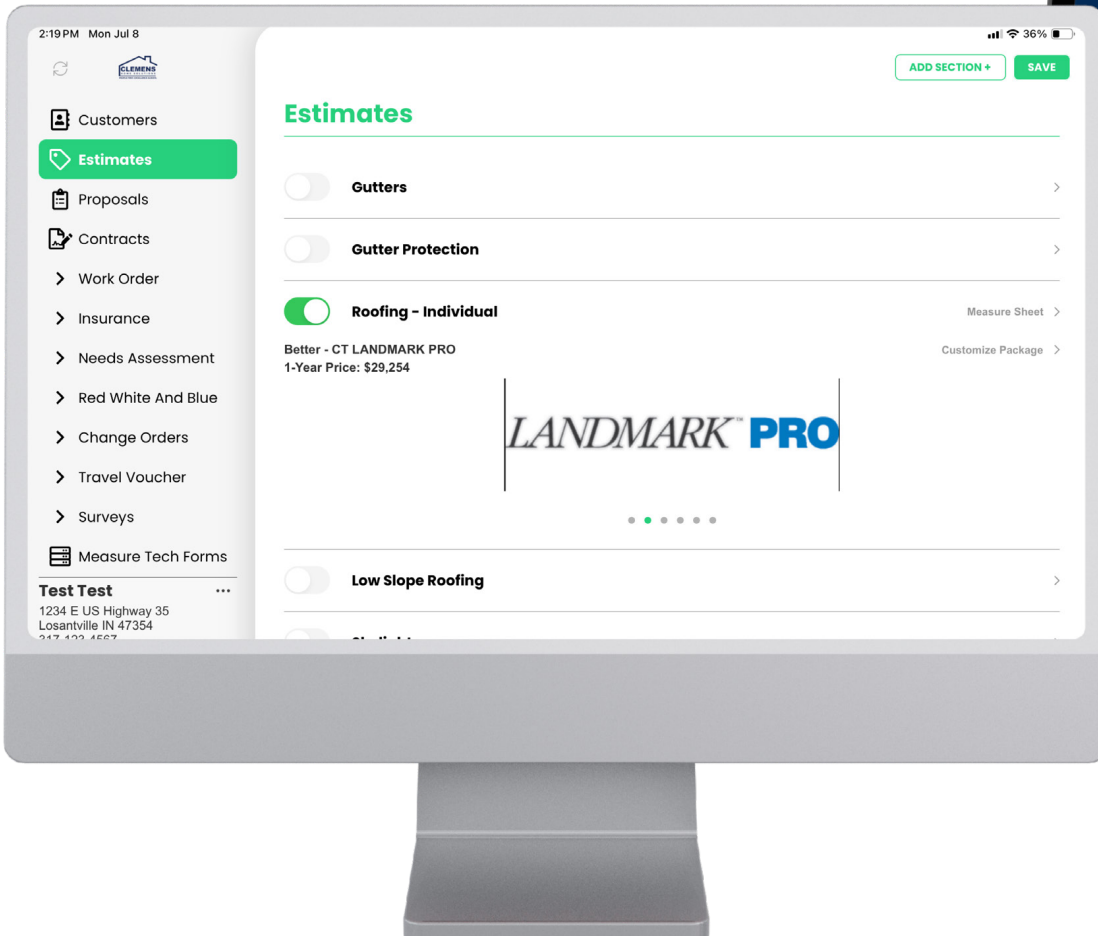 2:19 PM Mon Jul 8
36%
CLEMENS
ADD SECTION +
SAVE
Customers
Estimates
Proposals
Contracts
Work Order
Insurance
Needs Assessment
Red White And Blue
Change Orders
Travel Voucher
Surveys
Measure Tech Forms
Test Test
1234 E US Highway 35
Losantville IN 47354
Estimates
Gutters
Gutter Protection
Roofing - Individual
Measure Sheet
Better - CT LANDMARK PRO
Customize Package
1-Year Price: $29,254
LANDMARK™ PRO
Low Slope Roofing